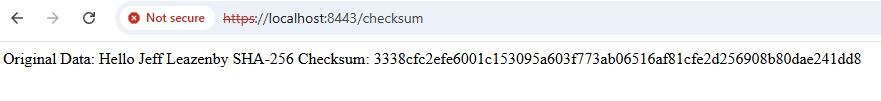 Not secure https://localhost:8443/checksum
Original Data: Hello Jeff Leazenby SHA-256 Checksum: 3338cfc2efe6001c153095a603f773ab06516af81cfe2d256908b80dae241dd8